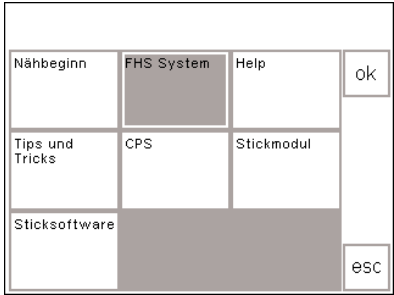 Nähbeginn FHS System Help
ok
Tips und
Tricks
CPS
Stickmodul
Sticksoftware
esc